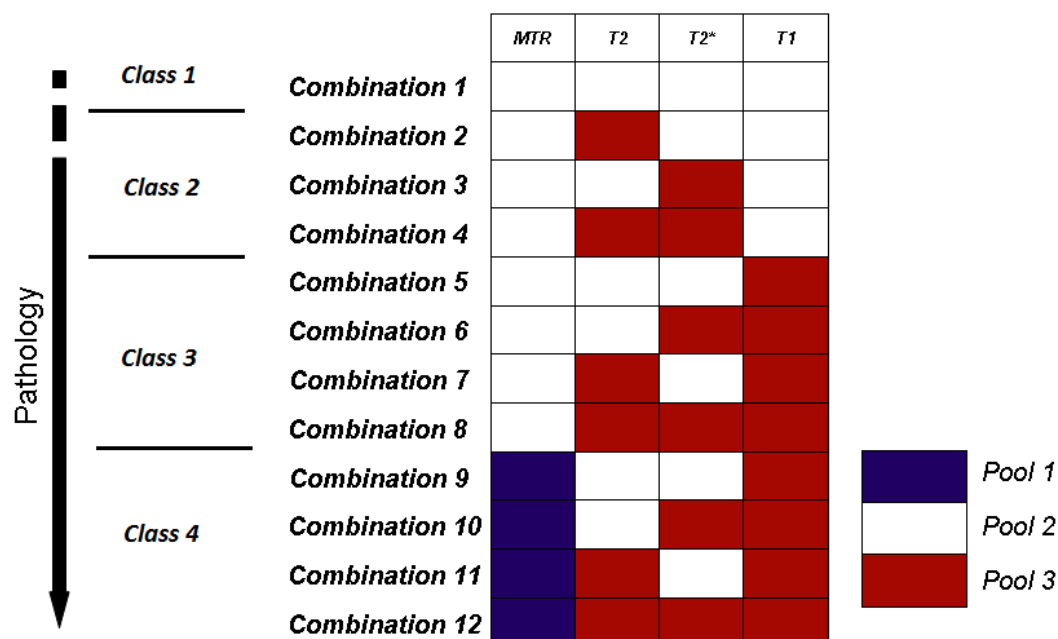 MTR T2 T2* T1
Class 1
Combination 1
Combination 2
Class 2
Combination 3
Combination 4
Combination 5
Combination 6
Class 3
Combination 7
Combination 8
Combination 9
Combination 10
Class 4
Combination 11
Combination 12
Pathology
Pool 1
Pool 2
Pool 3